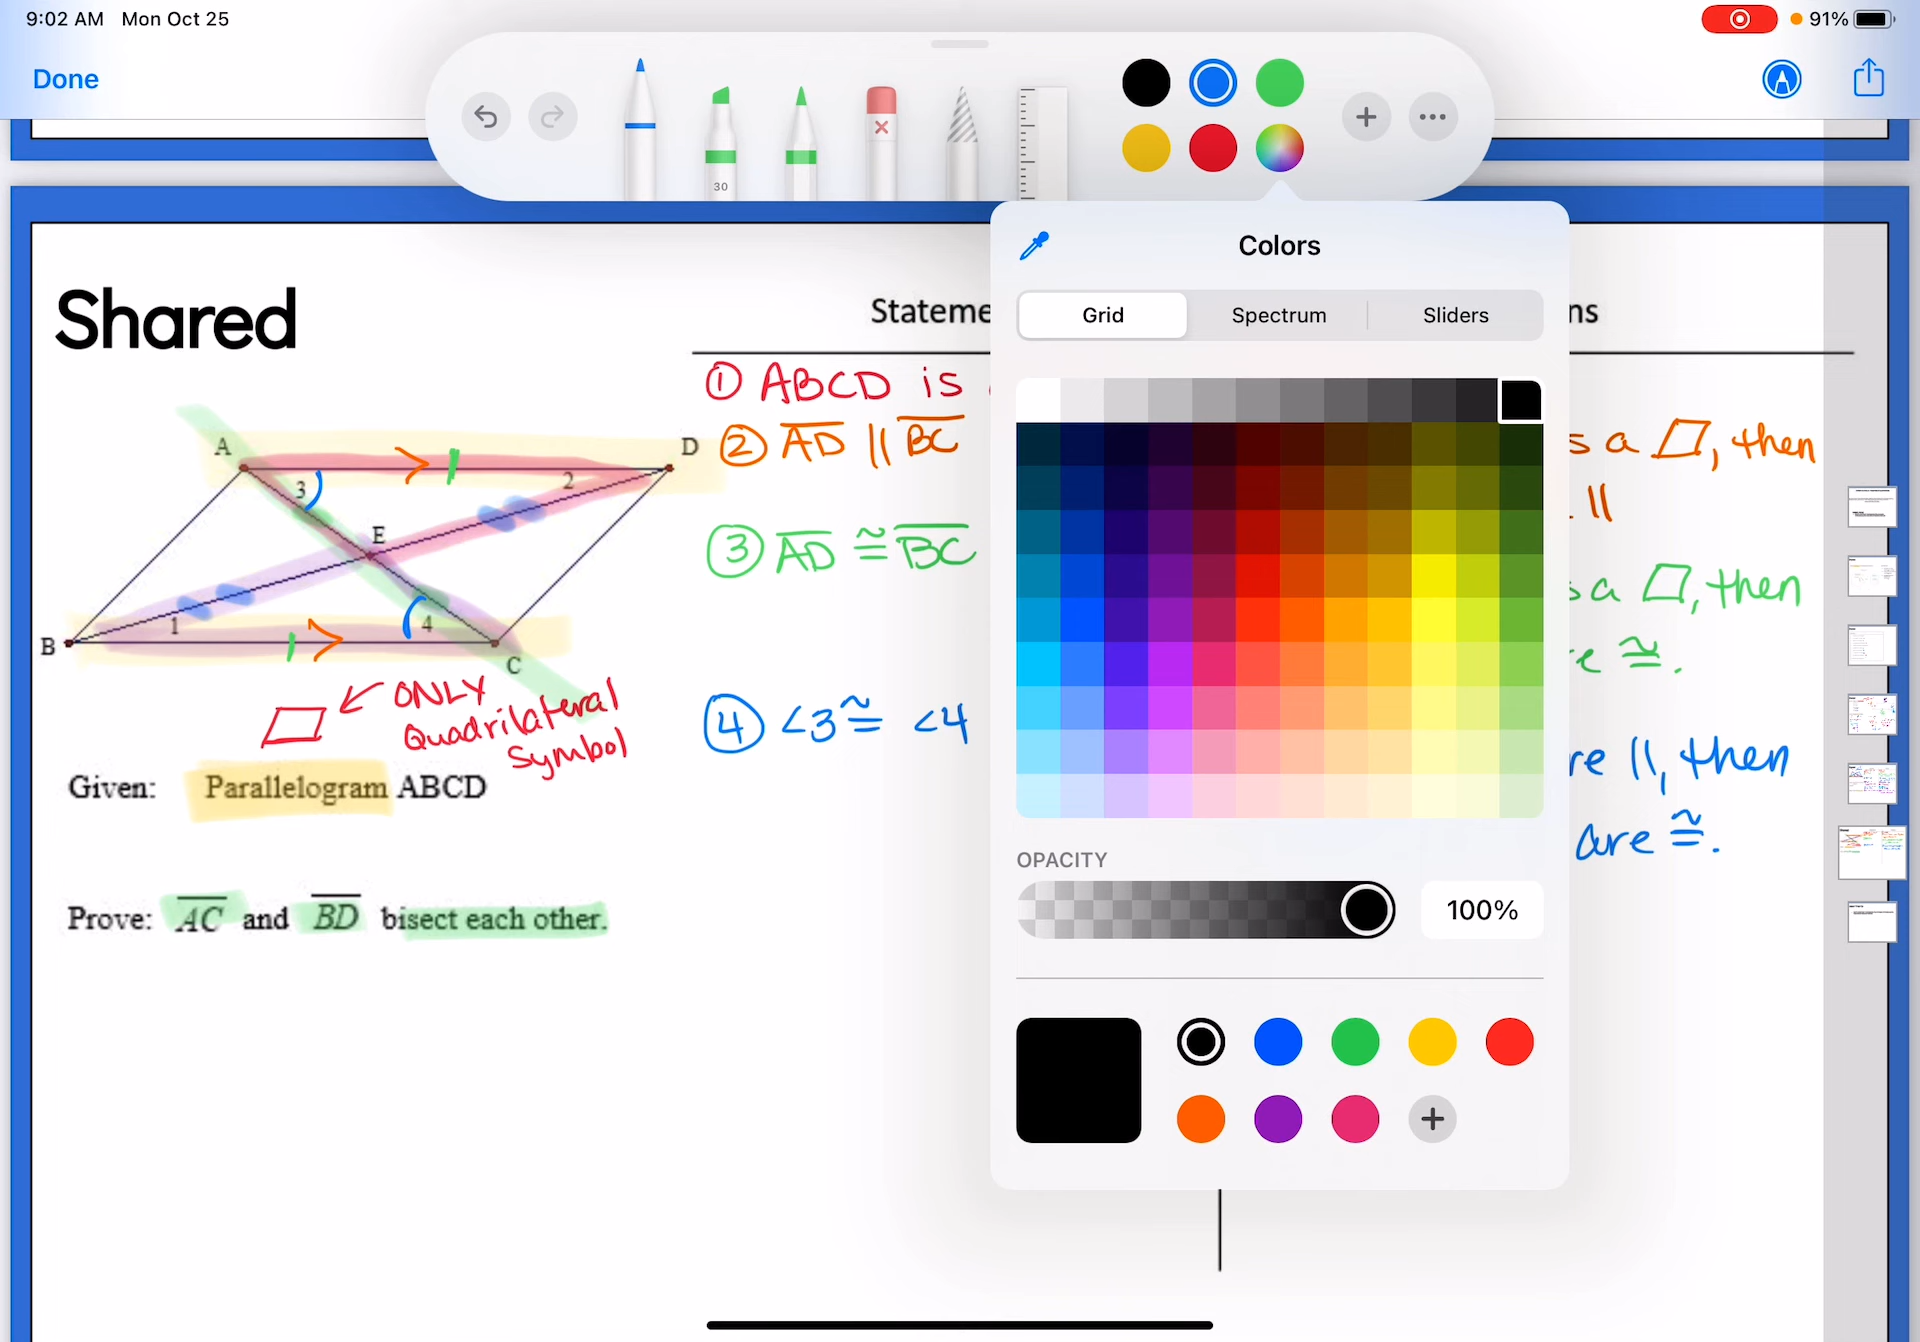 9:02 AM Mon Oct 25
91%
Done
30
Colors
Grid Spectrum Sliders
Shared
Stateme
ns
① ABCD is
② AD || BC
s a ▱, then
||
③ AD ≅ BC
s a ▱, then
re ≅.
④ <3 ≅ <4
re ||, then
are ≅.
A
D
3
2
E
1
4
B
C
ONLY
Quadrilateral
Symbol
Given: Parallelogram ABCD
Prove: AC and BD bisect each other.
OPACITY
100%